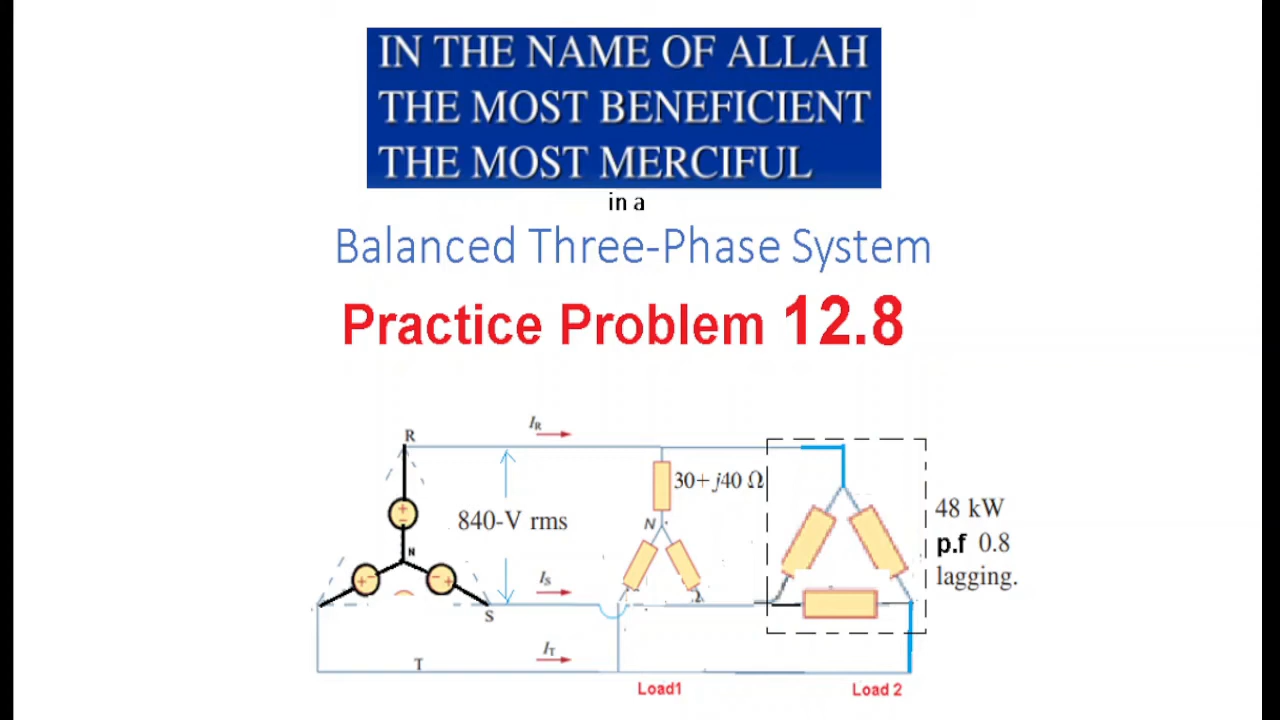 IN THE NAME OF ALLAH
THE MOST BENEFICIENT
THE MOST MERCIFUL
in a
Balanced Three-Phase System
Practice Problem 12.8
R
I_R
30+ j40 Ω
840-V rms
N
N
48 kW
p.f 0.8
lagging.
I_S
S
I_T
T
Load1
Load 2